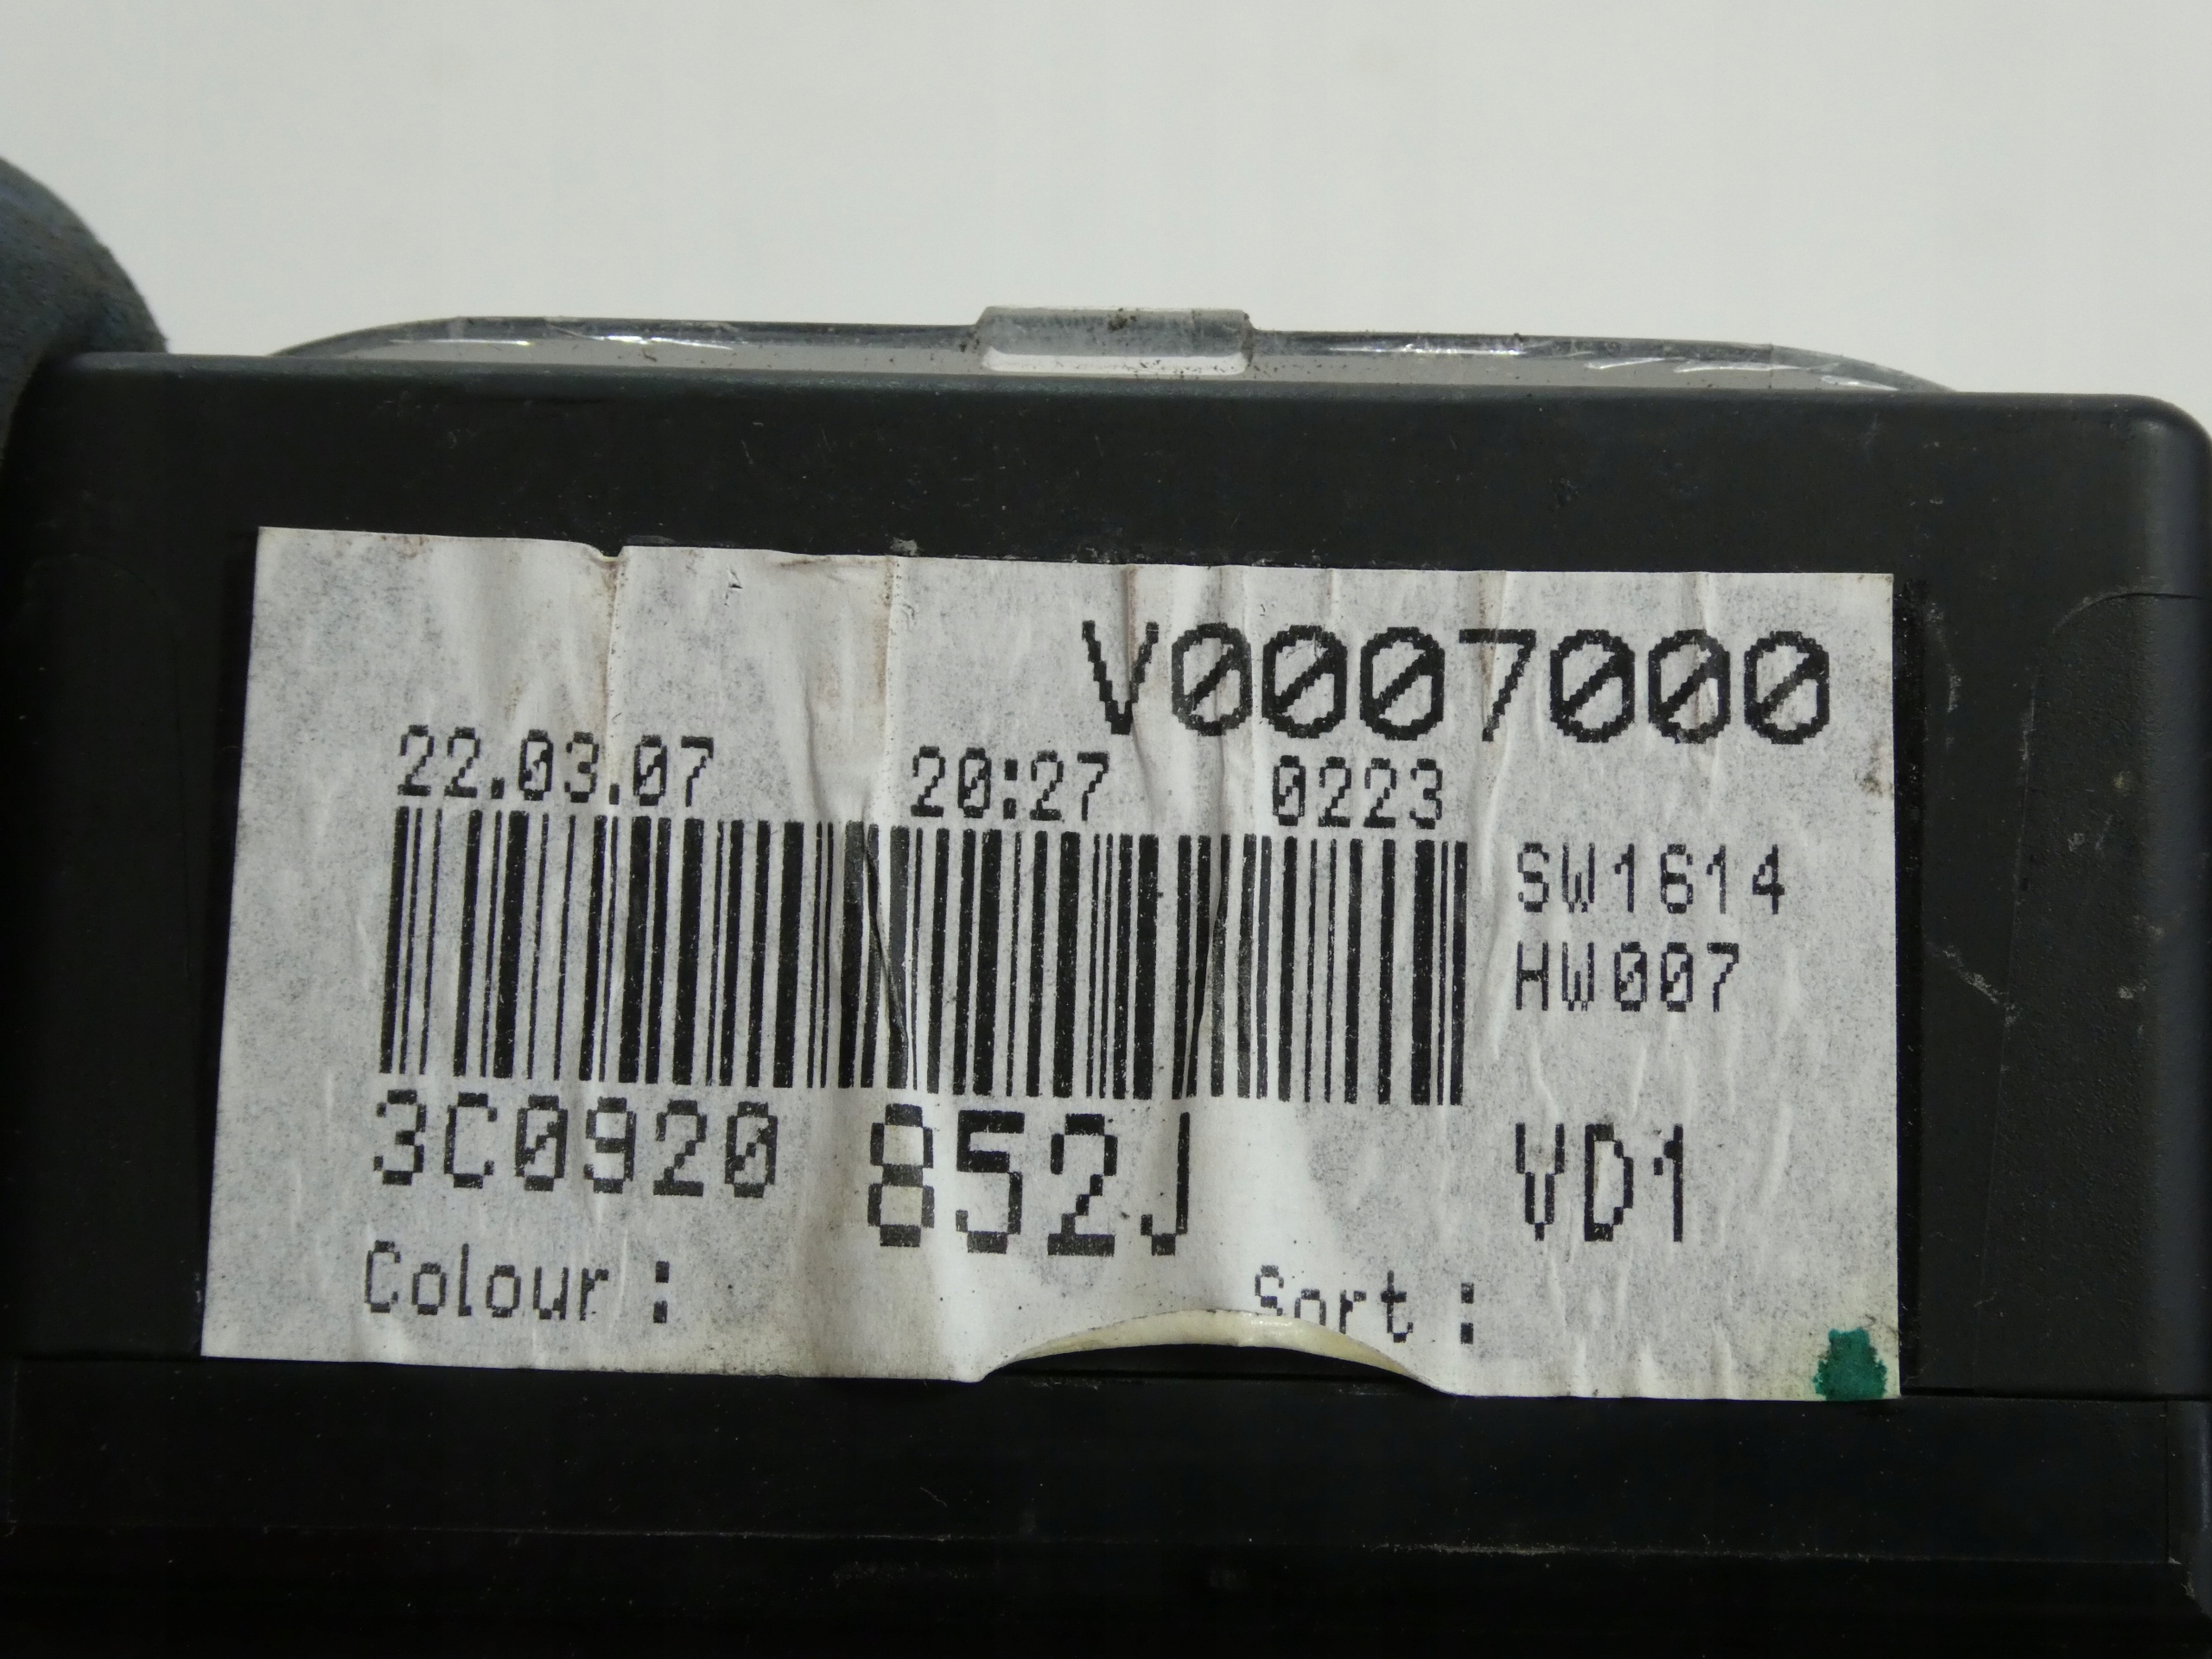 V0007000
22.03.07 20:27 0223
SW1614
HW007
3C0920 852J VD1
Colour : Sort :